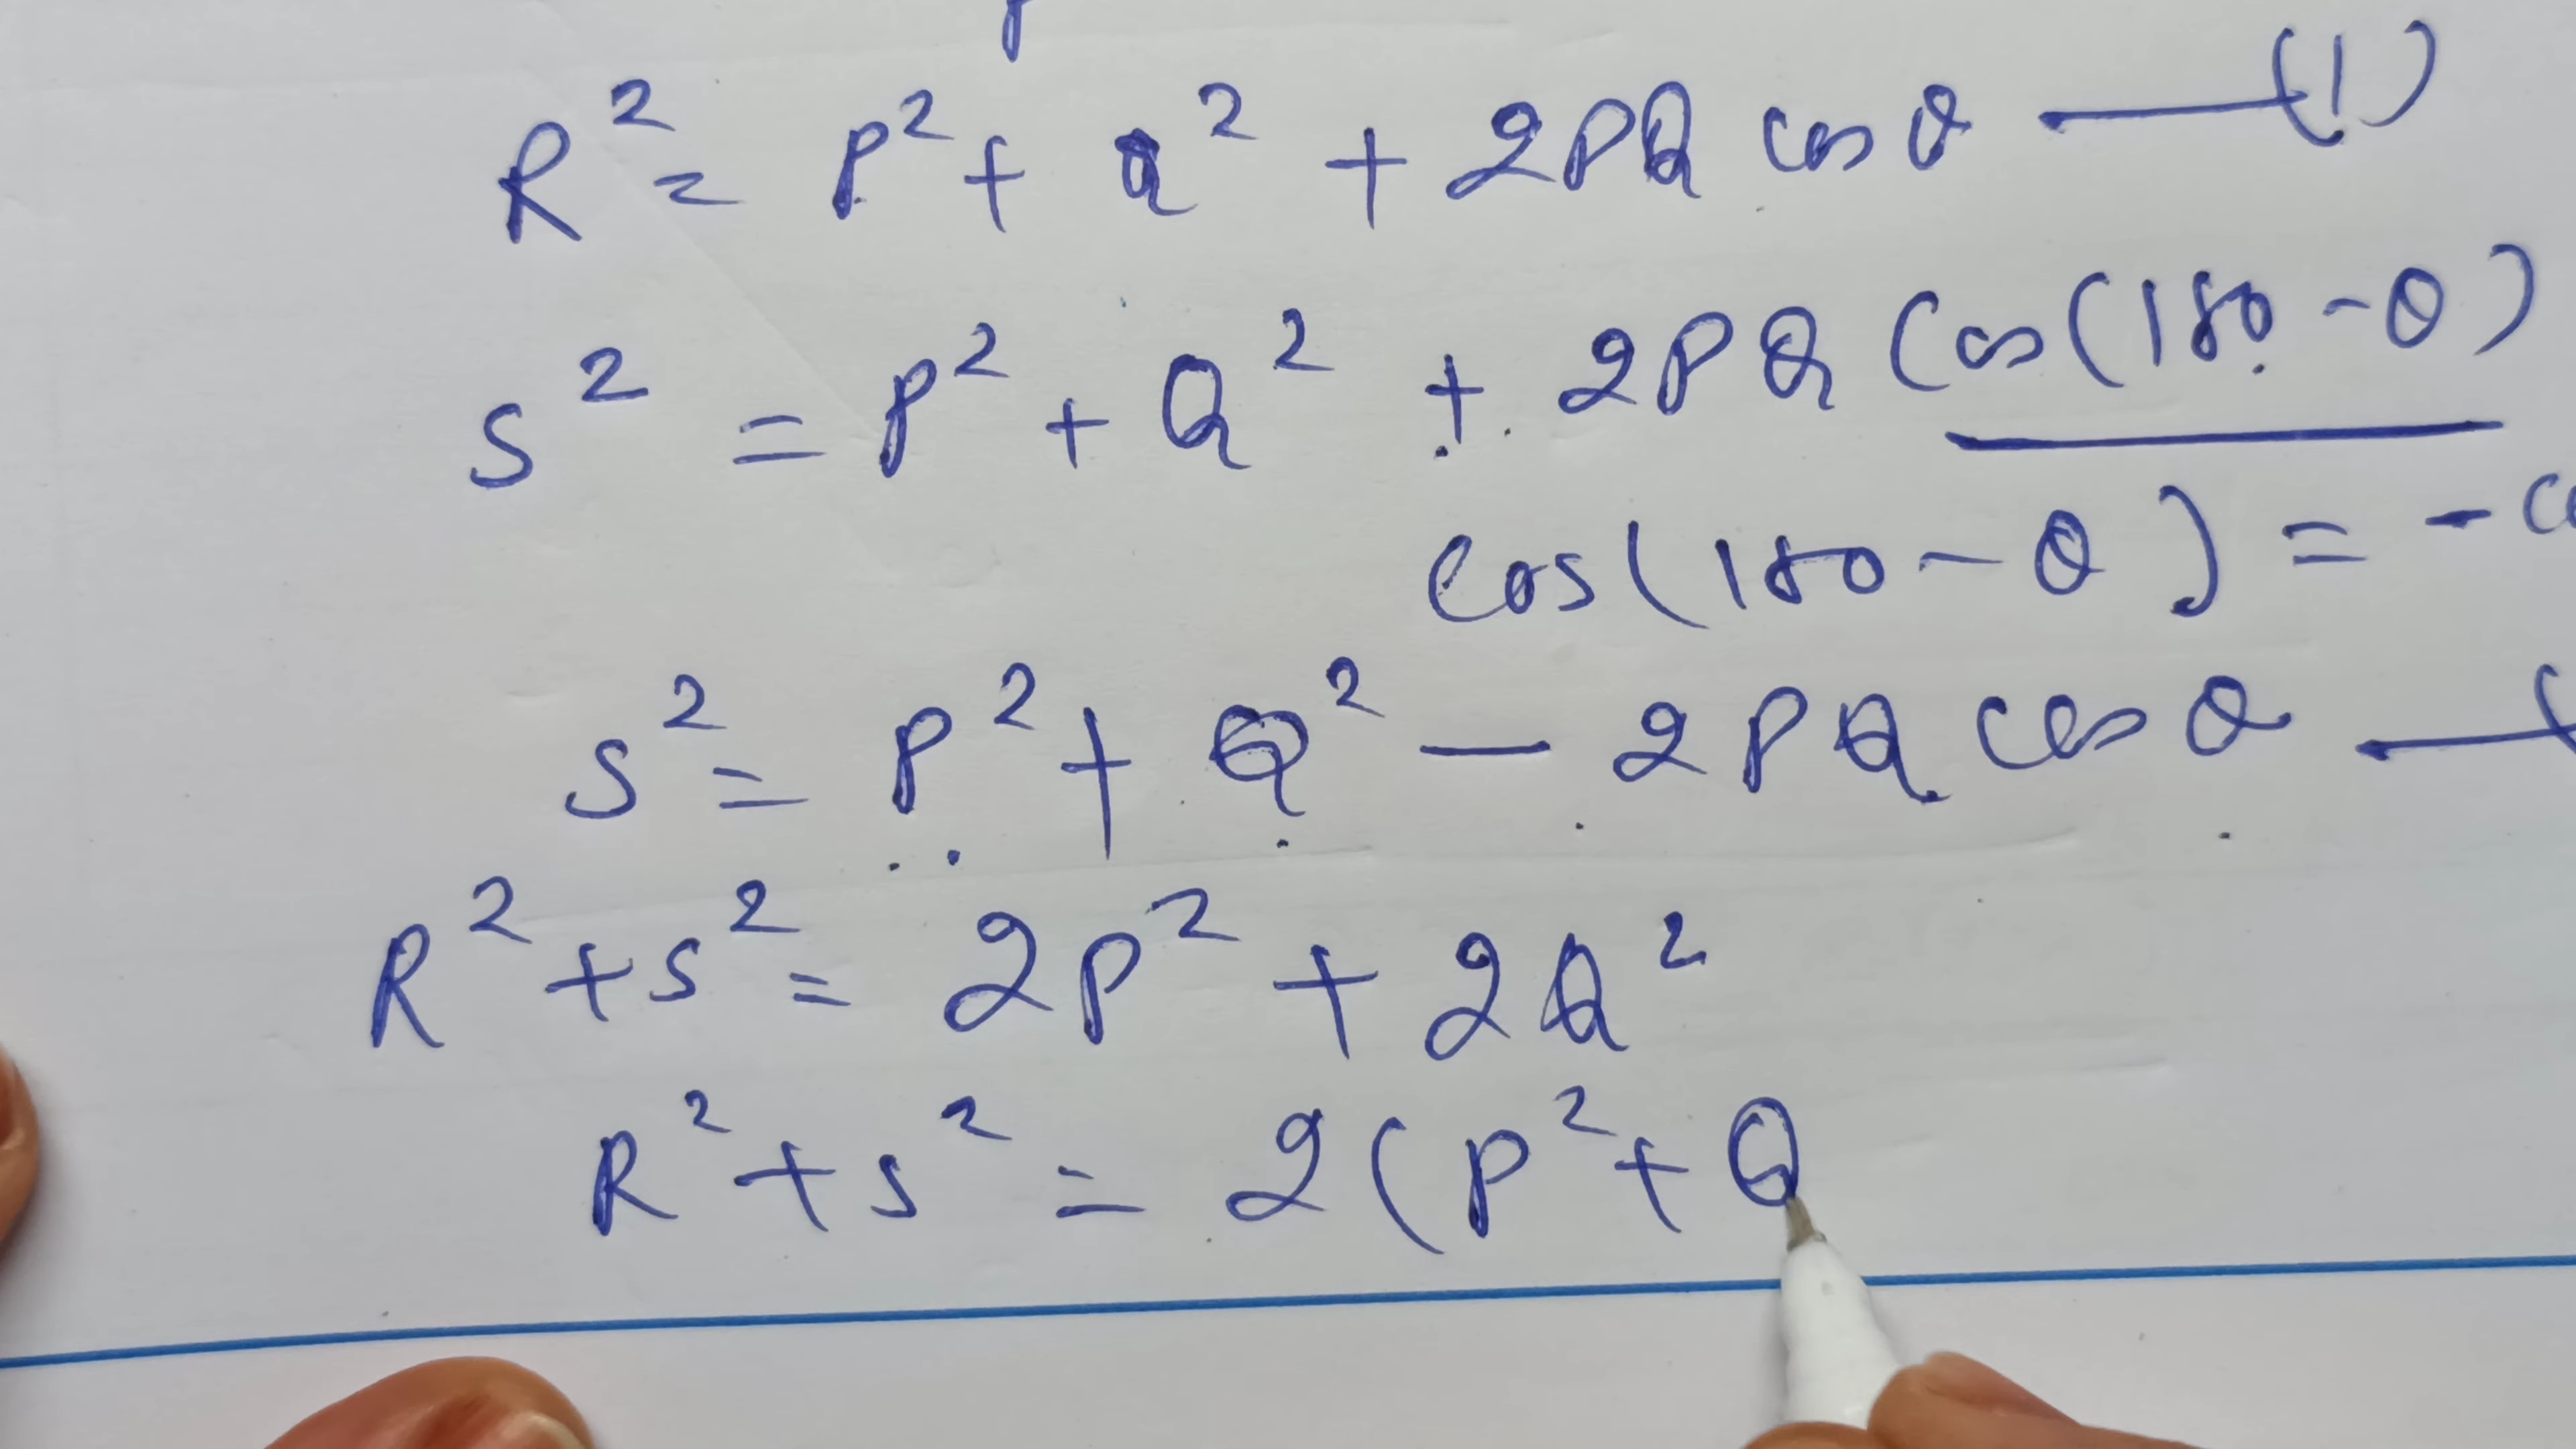 R² = P² + Q² + 2PQ cos θ — (1)
S² = P² + Q² + 2PQ Cos(180 - θ)
cos(180 - θ) = -
S² = P² + Q² - 2PQ cos θ — (
R² + S² = 2P² + 2Q²
R² + S² = 2(P² + Q